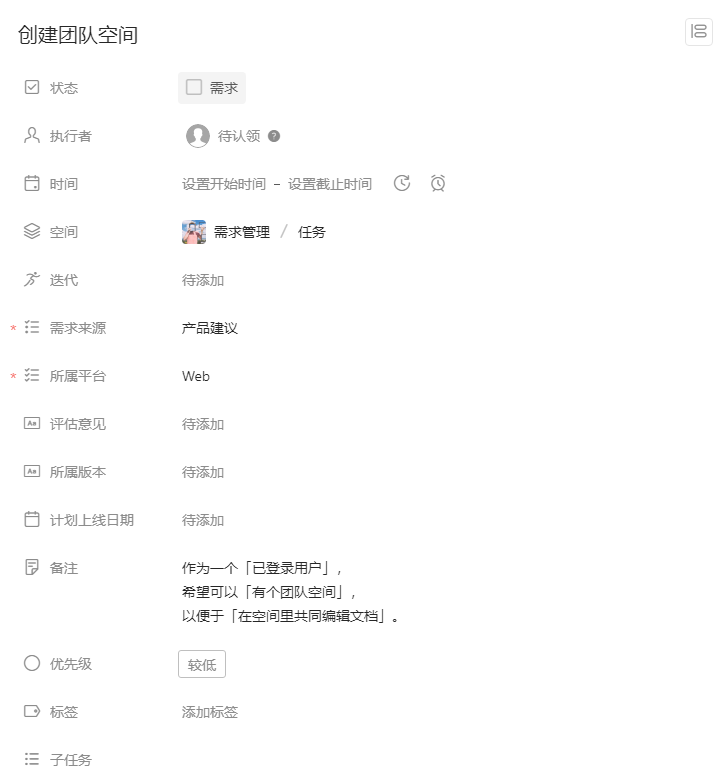 创建团队空间
状态 需求
执行者 待认领 ?
时间 设置开始时间 - 设置截止时间
空间 需求管理 / 任务
迭代 待添加
* 需求来源 产品建议
* 所属平台 Web
Aa 评估意见 待添加
Aa 所属版本 待添加
计划上线日期 待添加
备注 作为一个「已登录用户」,
希望可以「有个团队空间」,
以便于「在空间里共同编辑文档」。
优先级 较低
标签 添加标签
子任务